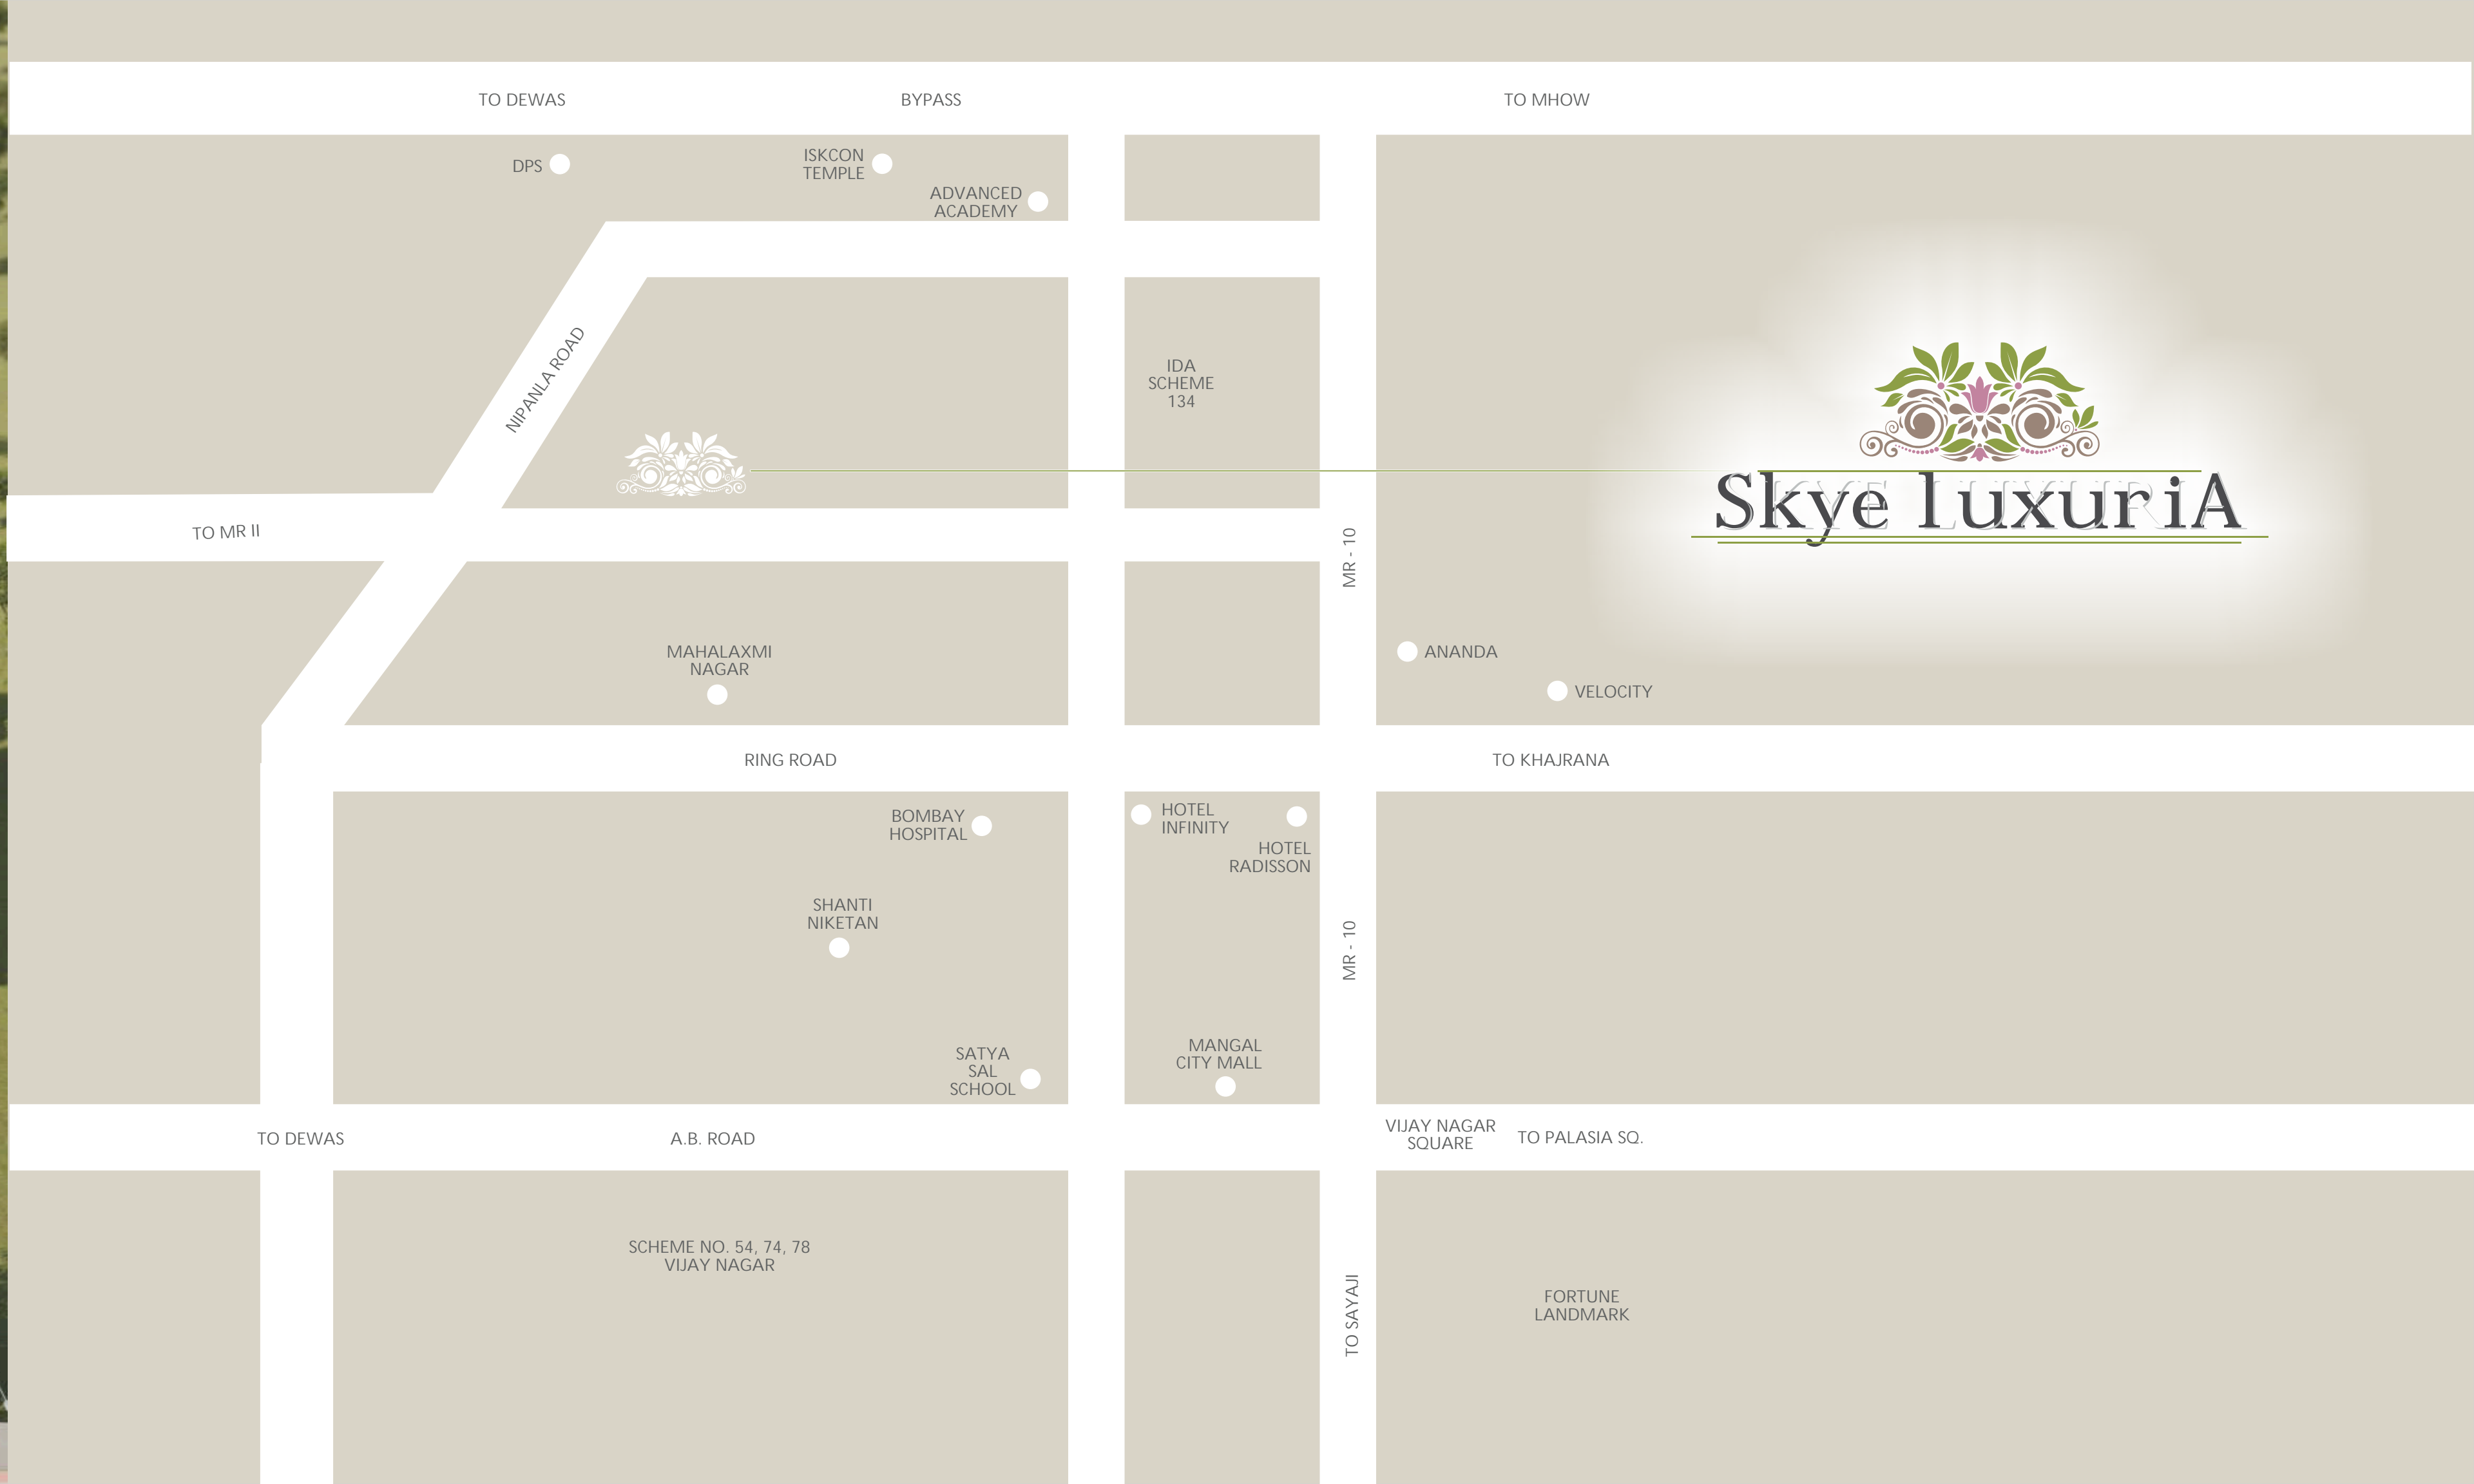 TO DEWAS
BYPASS
TO MHOW
DPS
ISKCON
TEMPLE
ADVANCED
ACADEMY
NIPANLA ROAD
IDA
SCHEME
134
Skye luxuriA
TO MR II
MR - 10
MAHALAXMI
NAGAR
ANANDA
VELOCITY
RING ROAD
TO KHAJRANA
BOMBAY
HOSPITAL
HOTEL
INFINITY
HOTEL
RADISSON
SHANTI
NIKETAN
MR - 10
SATYA
SAL
SCHOOL
MANGAL
CITY MALL
TO DEWAS
A.B. ROAD
VIJAY NAGAR
SQUARE
TO PALASIA SQ.
SCHEME NO. 54, 74, 78
VIJAY NAGAR
TO SAYAJI
FORTUNE
LANDMARK